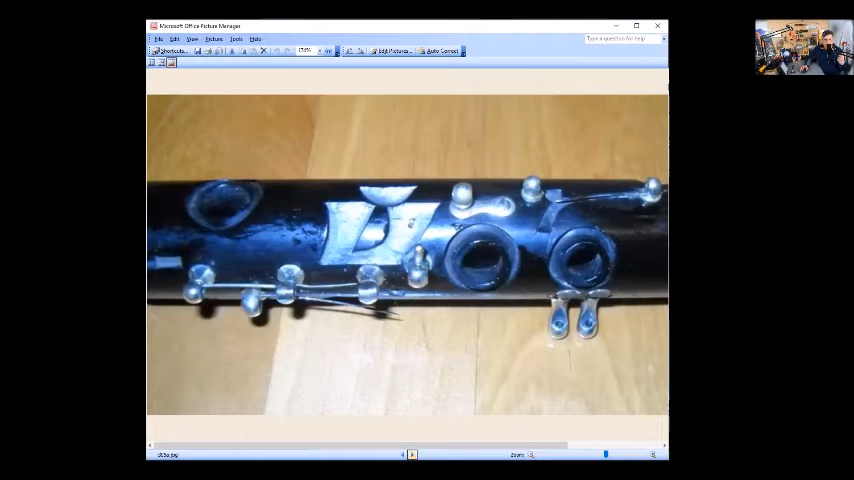 Microsoft Office Picture Manager
File Edit View Picture Tools Help
Type a question for help
Shortcuts... 174% Edit Pictures... Auto Correct
Zoom: